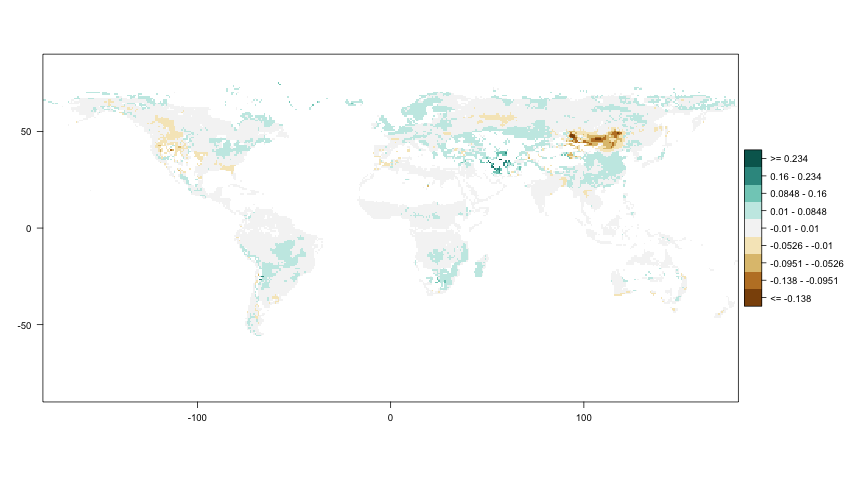 50
0
-50
-100
0
100
>= 0.234
0.16 - 0.234
0.0848 - 0.16
0.01 - 0.0848
-0.01 - 0.01
-0.0526 - -0.01
-0.0951 - -0.0526
-0.138 - -0.0951
<= -0.138